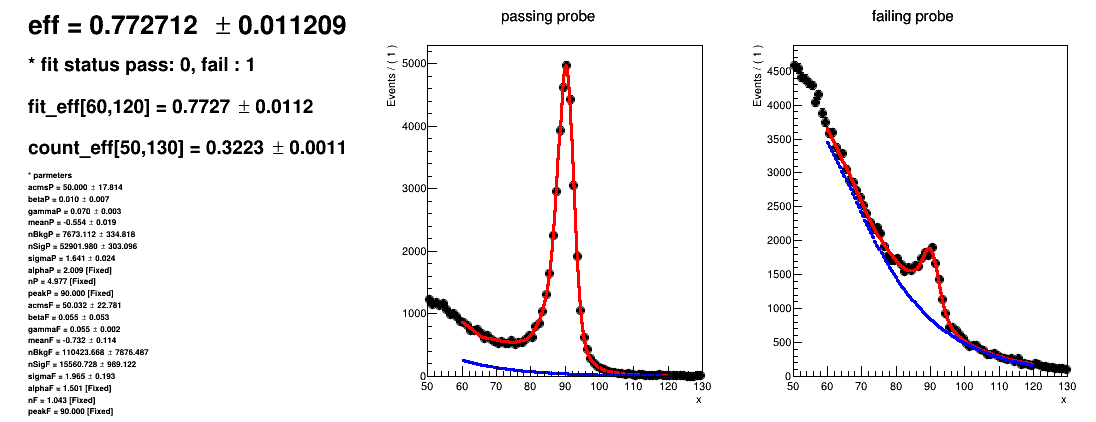 eff = 0.772712 ± 0.011209
* fit status pass: 0, fail : 1
fit_eff[60,120] = 0.7727 ± 0.0112
count_eff[50,130] = 0.3223 ± 0.0011
* parmeters
acmsP = 50.000 ± 17.814
betaP = 0.010 ± 0.007
gammaP = 0.070 ± 0.003
meanP = -0.554 ± 0.019
nBkgP = 7673.112 ± 334.818
nSigP = 52901.980 ± 303.096
sigmaP = 1.641 ± 0.024
alphaP = 2.009 [Fixed]
nP = 4.977 [Fixed]
peakP = 90.000 [Fixed]
acmsF = 50.032 ± 22.781
betaF = 0.055 ± 0.053
gammaF = 0.055 ± 0.002
meanF = -0.732 ± 0.114
nBkgF = 110423.668 ± 7876.487
nSigF = 15560.728 ± 989.122
sigmaF = 1.965 ± 0.193
alphaF = 1.501 [Fixed]
nF = 1.043 [Fixed]
peakF = 90.000 [Fixed]
passing probe
Events / ( 1 )
5000
4000
3000
2000
1000
0
50 60 70 80 90 100 110 120 130
x
failing probe
Events / ( 1 )
4500
4000
3500
3000
2500
2000
1500
1000
500
0
50 60 70 80 90 100 110 120 130
x